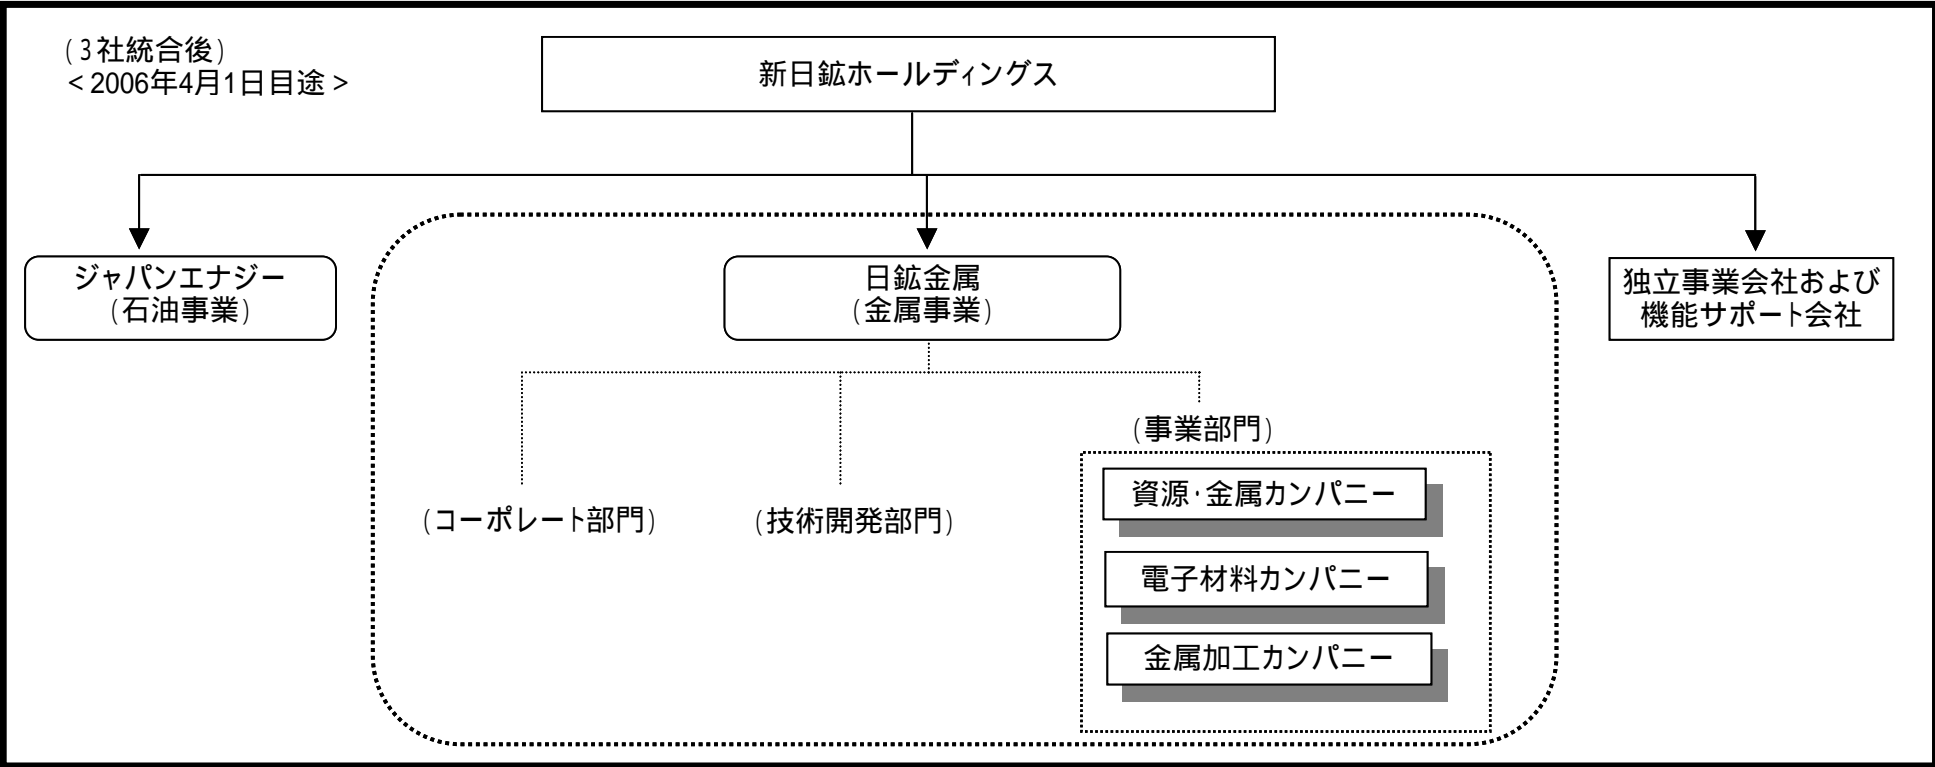 (3社統合後)
<2006年4月1日目途>
新日鉱ホールディングス
ジャパンエナジー
(石油事業)
日鉱金属
(金属事業)
独立事業会社および
機能サポート会社
(事業部門)
資源･金属カンパニー
(コーポレート部門)
(技術開発部門)
電子材料カンパニー
金属加工カンパニー